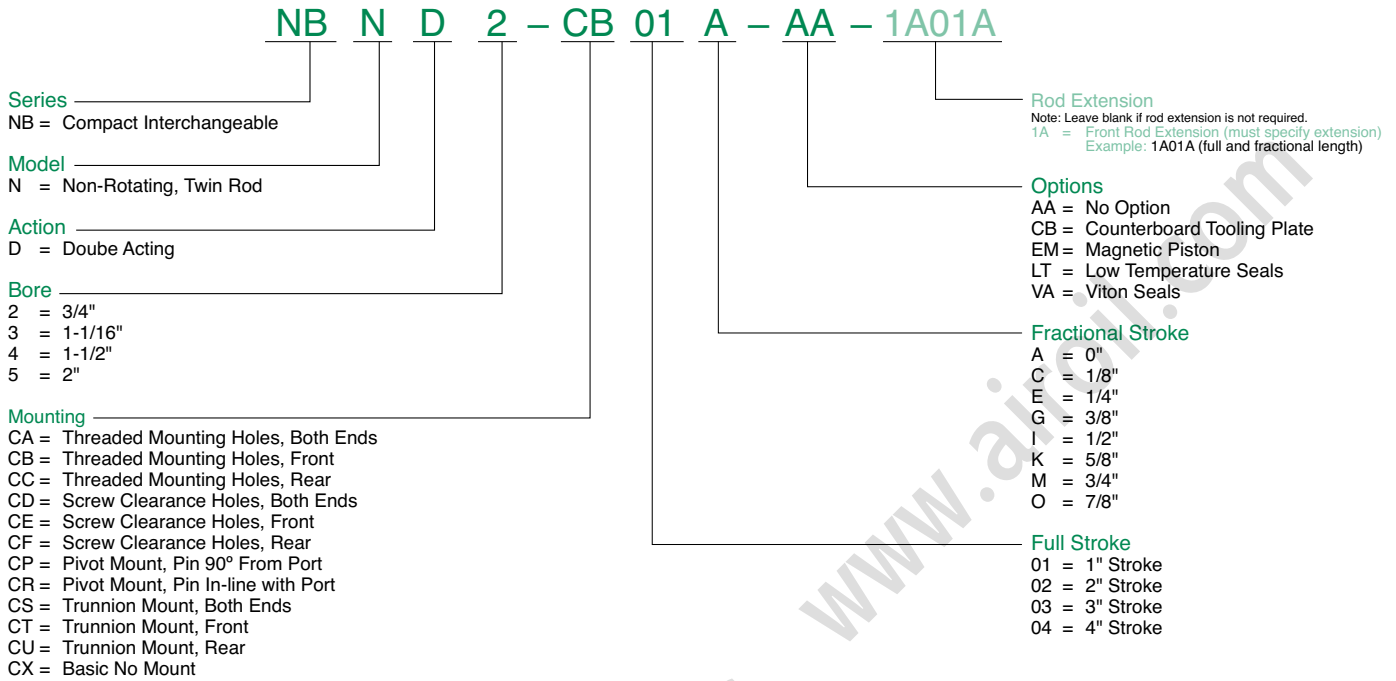 NB N D 2 – CB 01 A – AA – 1A01A
Series
NB = Compact Interchangeable
Model
N = Non-Rotating, Twin Rod
Action
D = Doube Acting
Bore
2 = 3/4"
3 = 1-1/16"
4 = 1-1/2"
5 = 2"
Mounting
CA = Threaded Mounting Holes, Both Ends
CB = Threaded Mounting Holes, Front
CC = Threaded Mounting Holes, Rear
CD = Screw Clearance Holes, Both Ends
CE = Screw Clearance Holes, Front
CF = Screw Clearance Holes, Rear
CP = Pivot Mount, Pin 90º From Port
CR = Pivot Mount, Pin In-line with Port
CS = Trunnion Mount, Both Ends
CT = Trunnion Mount, Front
CU = Trunnion Mount, Rear
CX = Basic No Mount
Rod Extension
Note: Leave blank if rod extension is not required.
1A = Front Rod Extension (must specify extension)
Example: 1A01A (full and fractional length)
Options
AA = No Option
CB = Counterboard Tooling Plate
EM = Magnetic Piston
LT = Low Temperature Seals
VA = Viton Seals
Fractional Stroke
A = 0"
C = 1/8"
E = 1/4"
G = 3/8"
I = 1/2"
K = 5/8"
M = 3/4"
O = 7/8"
Full Stroke
01 = 1" Stroke
02 = 2" Stroke
03 = 3" Stroke
04 = 4" Stroke
www.airoil.com